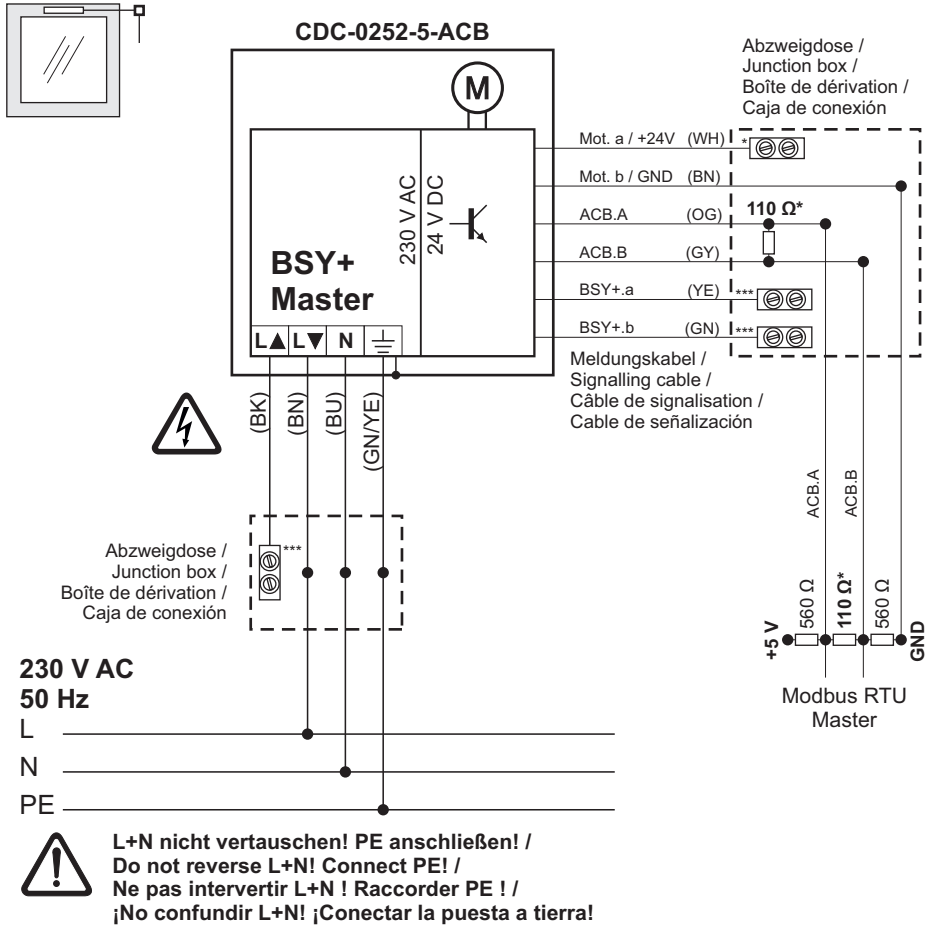 CDC-0252-5-ACB
M
230 V AC
24 V DC
BSY+
Master
L▲ L▼ N
Mot. a / +24V (WH)
Mot. b / GND (BN)
ACB.A (OG)
ACB.B (GY)
BSY+.a (YE)
BSY+.b (GN)
Abzweigdose /
Junction box /
Boîte de dérivation /
Caja de conexión
*
110 Ω*
***
***
Meldungskabel /
Signalling cable /
Câble de signalisation /
Cable de señalización
(BK)
(BN)
(BU)
(GN/YE)
Abzweigdose /
Junction box /
Boîte de dérivation /
Caja de conexión
***
ACB.A
ACB.B
+5 V
560 Ω
110 Ω*
560 Ω
GND
Modbus RTU
Master
230 V AC
50 Hz
L
N
PE
L+N nicht vertauschen! PE anschließen! /
Do not reverse L+N! Connect PE! /
Ne pas intervertir L+N ! Raccorder PE ! /
¡No confundir L+N! ¡Conectar la puesta a tierra!